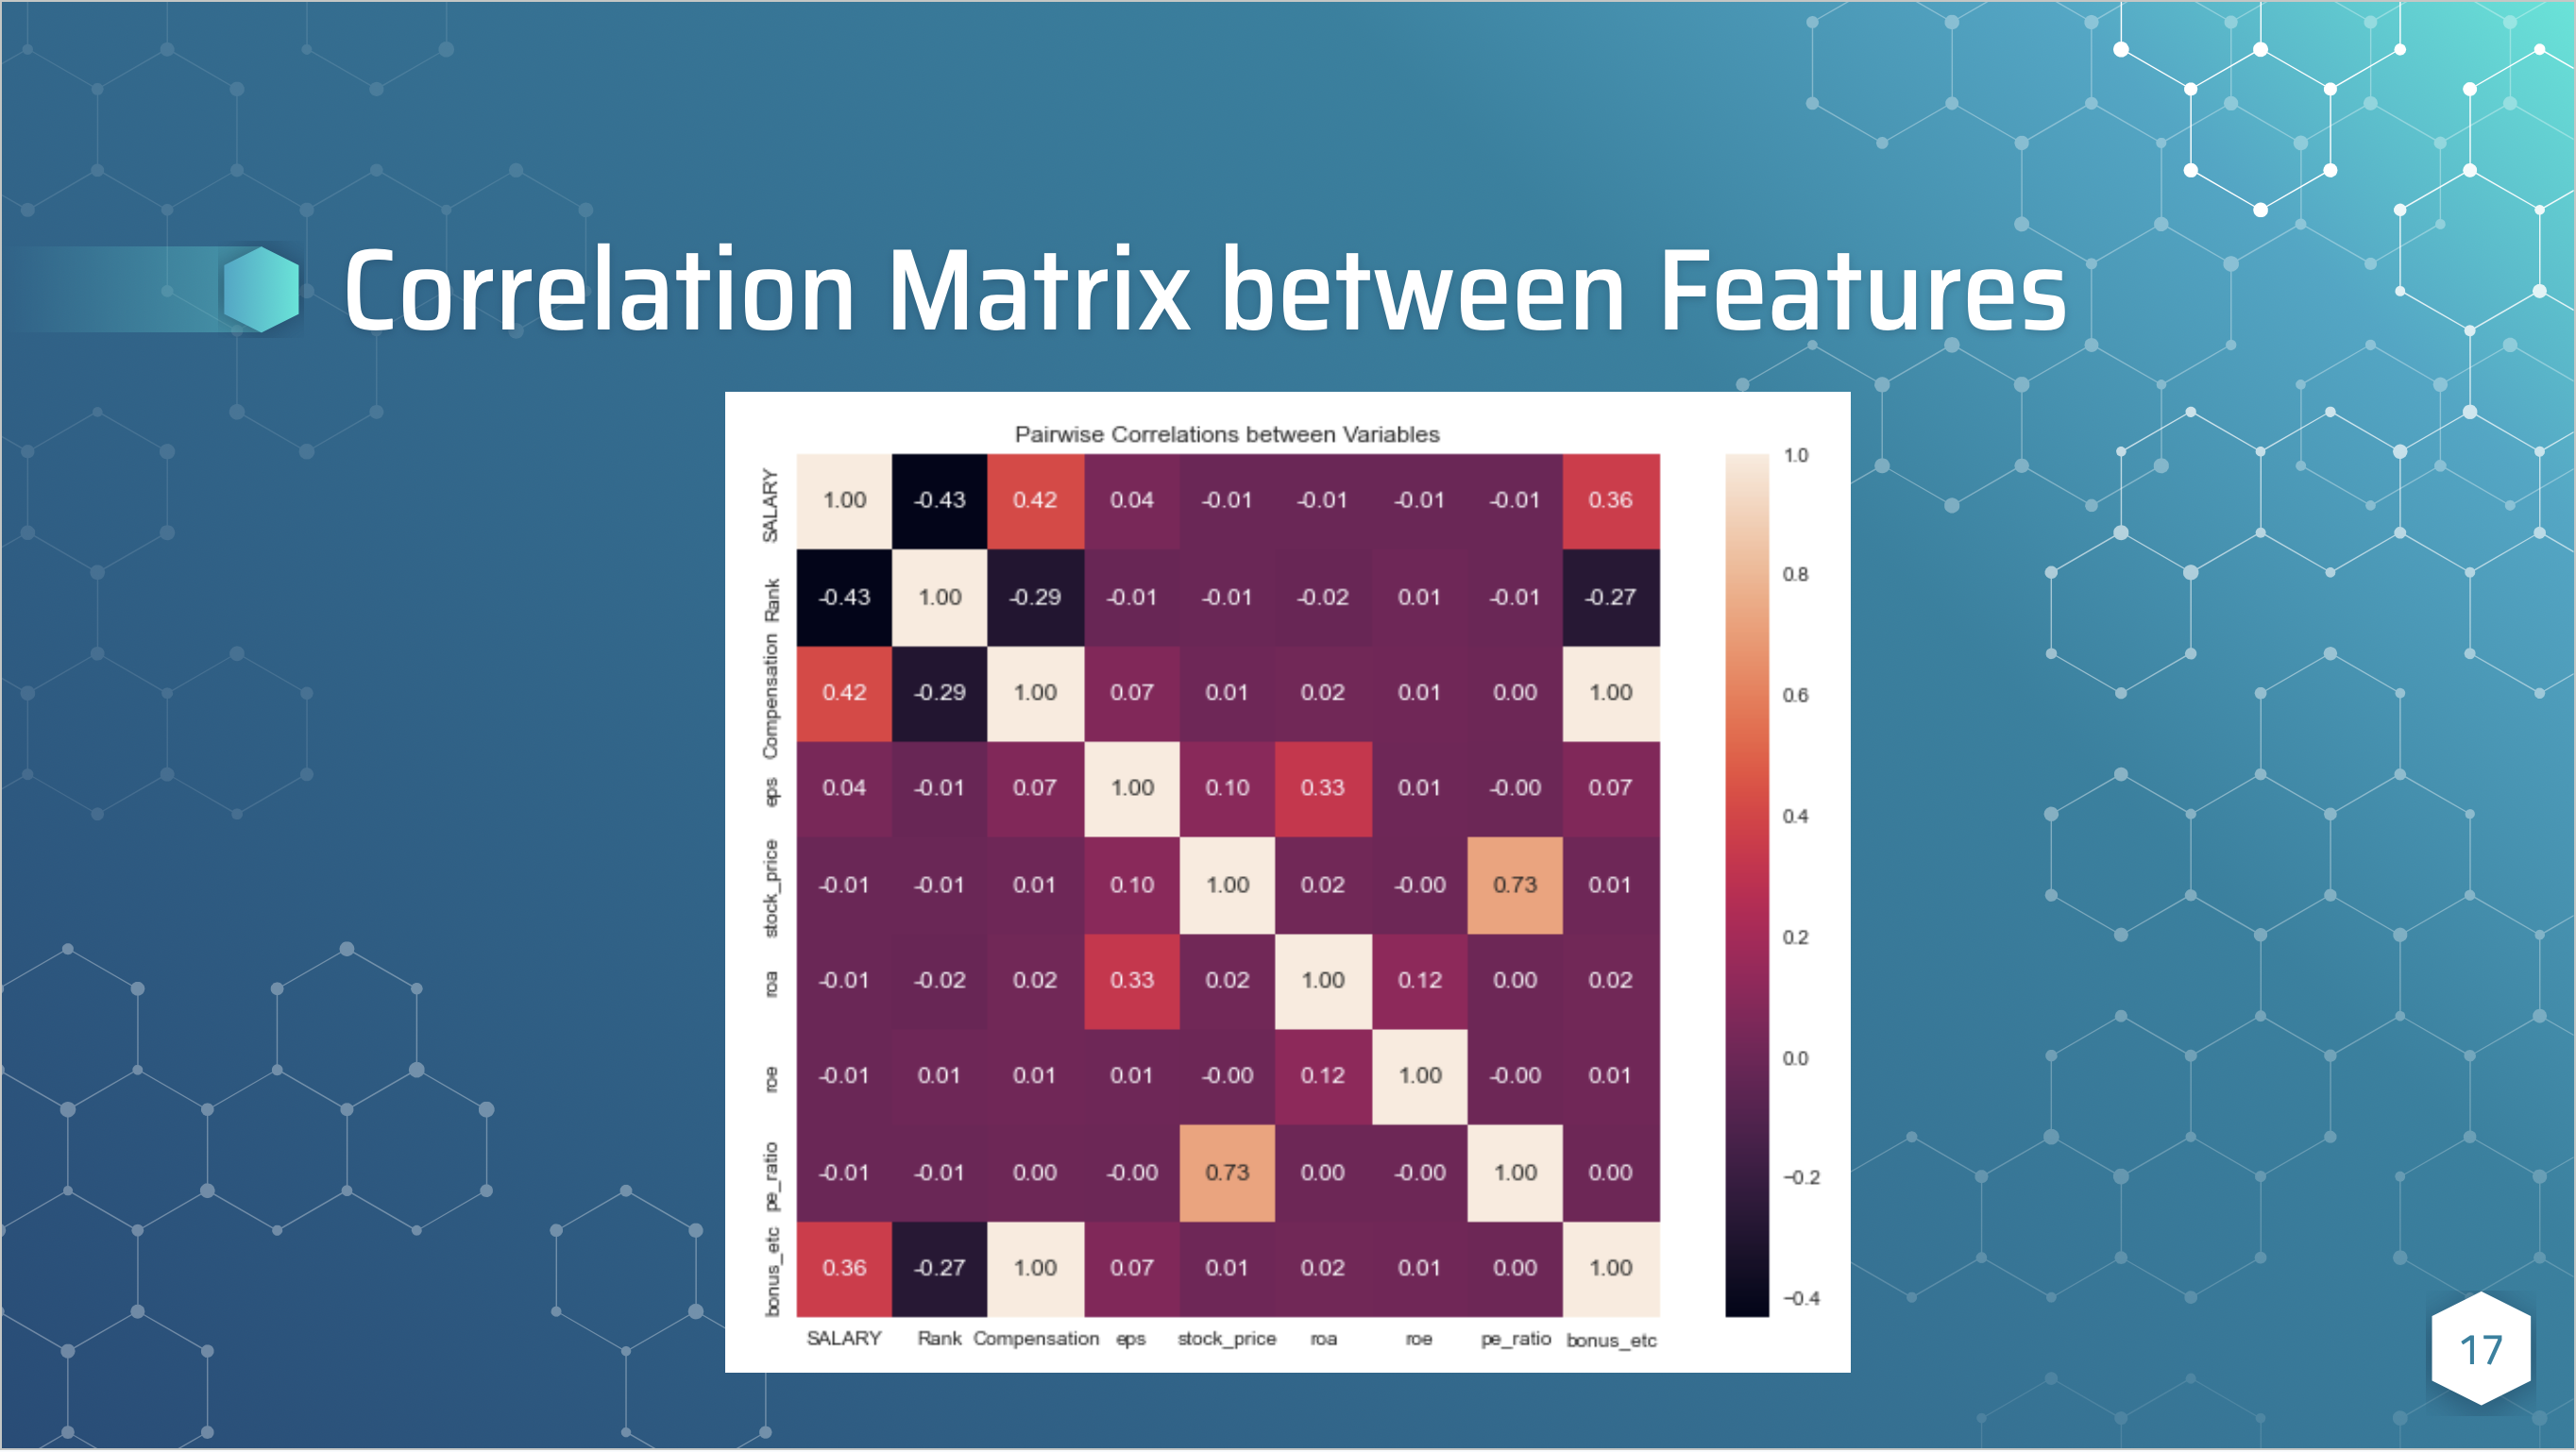 Correlation Matrix between Features
Pairwise Correlations between Variables
SALARY 1.00 -0.43 0.42 0.04 -0.01 -0.01 -0.01 -0.01 0.36
Rank -0.43 1.00 -0.29 -0.01 -0.01 -0.02 0.01 -0.01 -0.27
Compensation 0.42 -0.29 1.00 0.07 0.01 0.02 0.01 0.00 1.00
eps 0.04 -0.01 0.07 1.00 0.10 0.33 0.01 -0.00 0.07
stock_price -0.01 -0.01 0.01 0.10 1.00 0.02 -0.00 0.73 0.01
roa -0.01 -0.02 0.02 0.33 0.02 1.00 0.12 0.00 0.02
roe -0.01 0.01 0.01 0.01 -0.00 0.12 1.00 -0.00 0.01
pe_ratio -0.01 -0.01 0.00 -0.00 0.73 0.00 -0.00 1.00 0.00
bonus_etc 0.36 -0.27 1.00 0.07 0.01 0.02 0.01 0.00 1.00
SALARY Rank Compensation eps stock_price roa roe pe_ratio bonus_etc
1.0
0.8
0.6
0.4
0.2
0.0
−0.2
−0.4
17